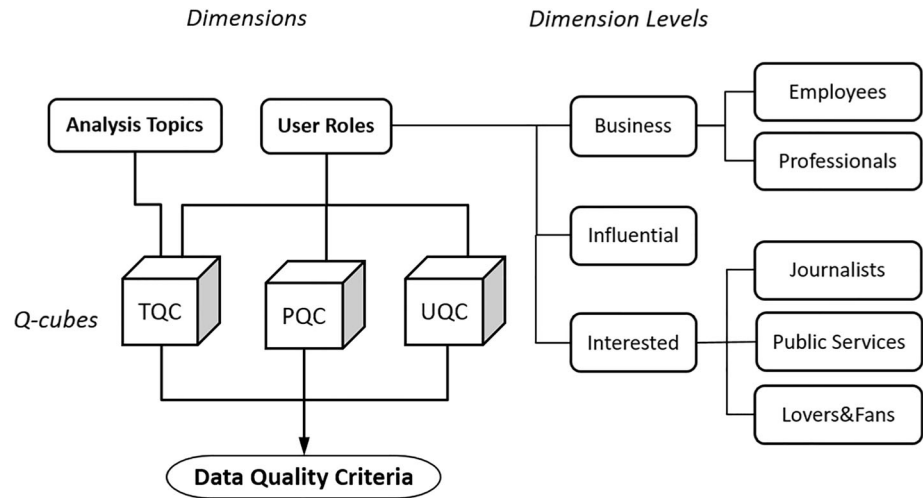 Dimensions
Dimension Levels
Analysis Topics
User Roles
Business
Employees
Professionals
Influential
Interested
Journalists
Public Services
Lovers&Fans
Q-cubes
TQC
PQC
UQC
Data Quality Criteria